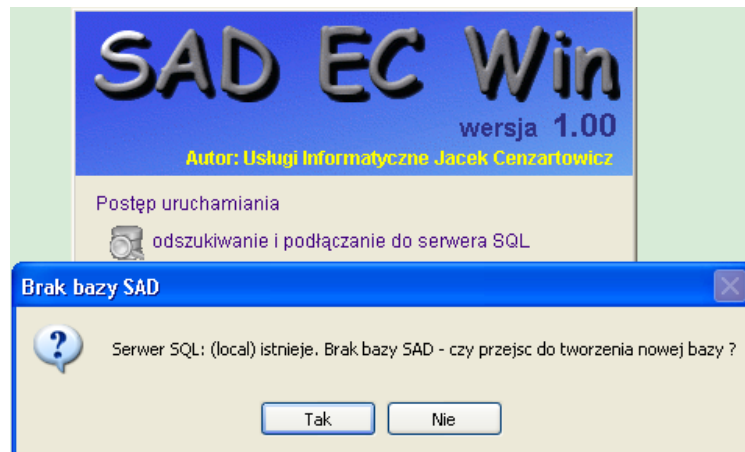 SAD EC Win
wersja 1.00
Autor: Usługi Informatyczne Jacek Cenzartowicz
Postęp uruchamiania
odszukiwanie i podłączanie do serwera SQL
Brak bazy SAD
Serwer SQL: (local) istnieje. Brak bazy SAD - czy przejsc do tworzenia nowej bazy ?
Tak Nie